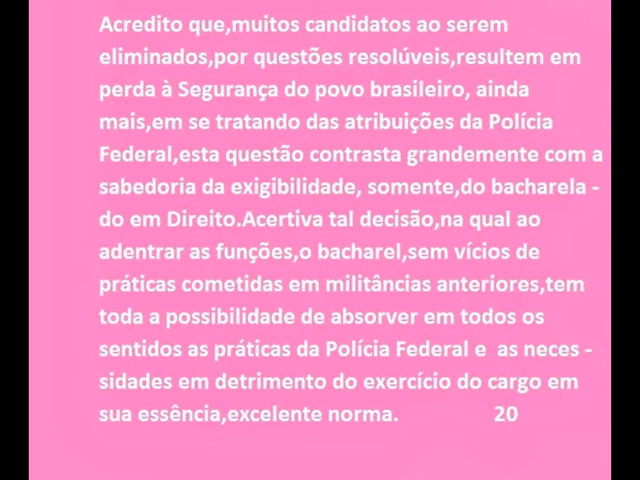 Acredito que,muitos candidatos ao serem
eliminados,por questões resolúveis,resultem em
perda à Segurança do povo brasileiro, ainda
mais,em se tratando das atribuições da Polícia
Federal,esta questão contrasta grandemente com a
sabedoria da exigibilidade, somente,do bacharela -
do em Direito.Acertiva tal decisão,na qual ao
adentrar as funções,o bacharel,sem vícios de
práticas cometidas em militâncias anteriores,tem
toda a possibilidade de absorver em todos os
sentidos as práticas da Polícia Federal e  as neces -
sidades em detrimento do exercício do cargo em
sua essência,excelente norma. 20